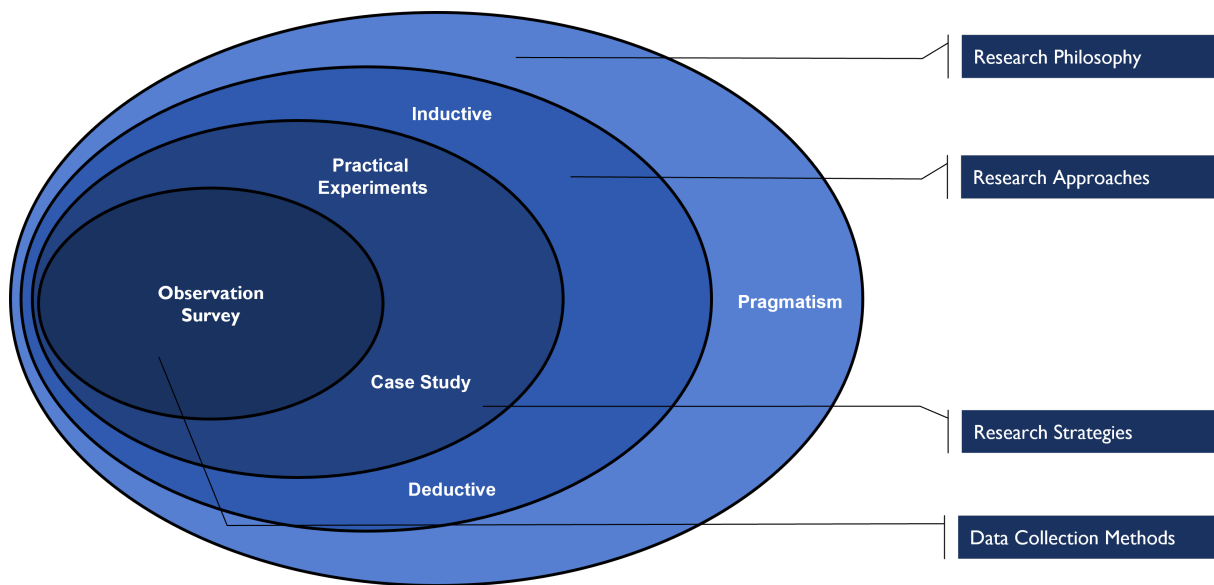 Research Philosophy
Inductive
Practical
Experiments
Research Approaches
Observation
Survey
Pragmatism
Case Study
Research Strategies
Deductive
Data Collection Methods